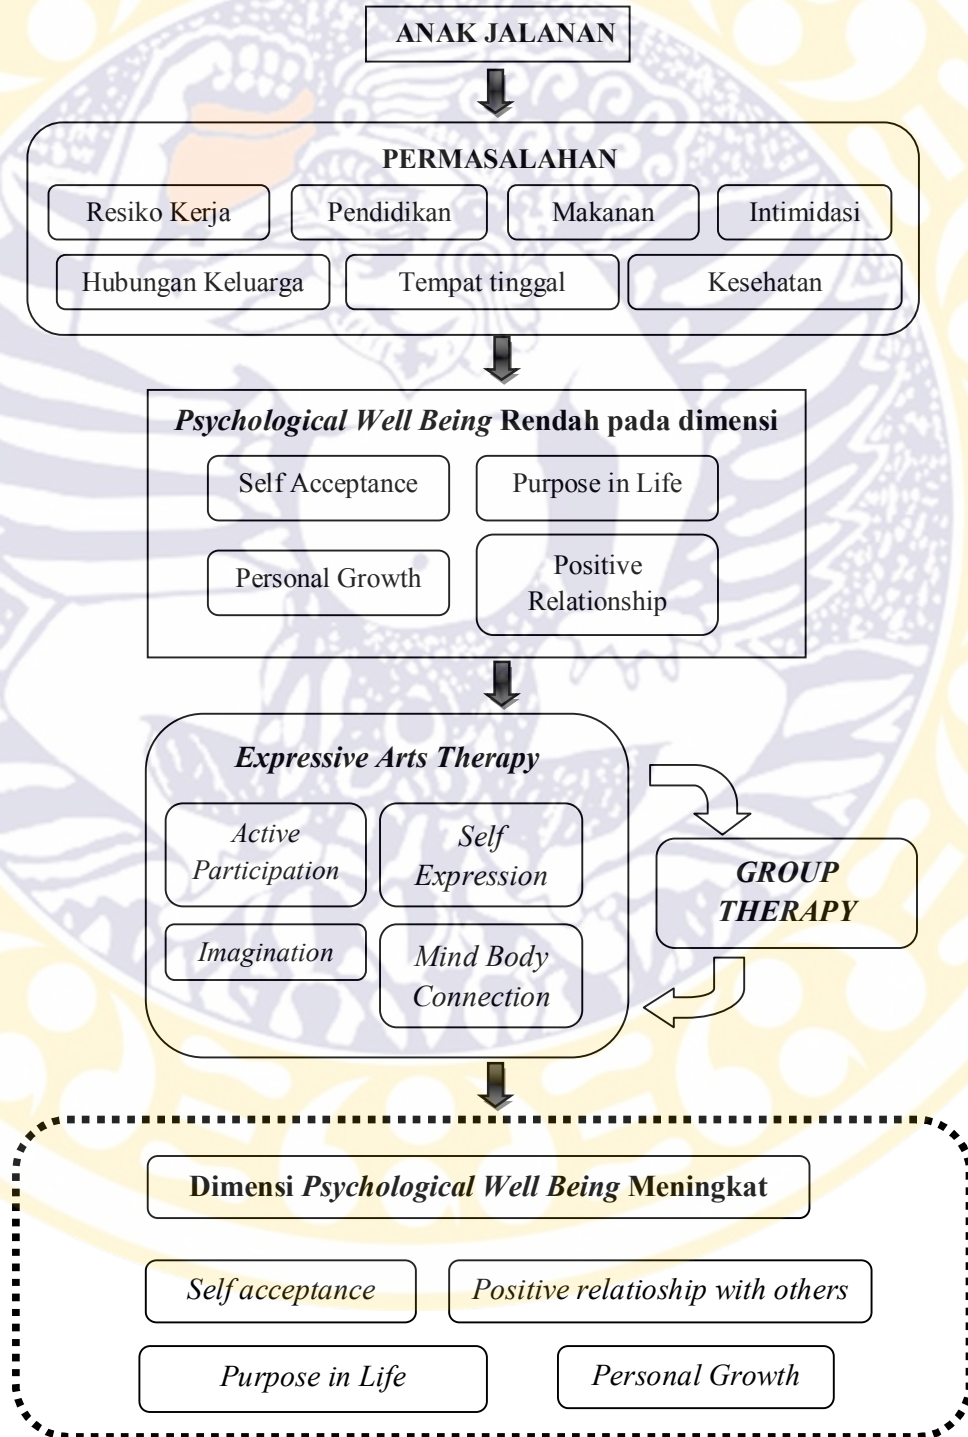 ANAK JALANAN
PERMASALAHAN
Resiko Kerja
Pendidikan
Makanan
Intimidasi
Hubungan Keluarga
Tempat tinggal
Kesehatan
Psychological Well Being Rendah pada dimensi
Self Acceptance
Purpose in Life
Personal Growth
Positive
Relationship
Expressive Arts Therapy
Active
Participation
Self
Expression
Imagination
Mind Body
Connection
GROUP
THERAPY
Dimensi Psychological Well Being Meningkat
Self acceptance
Positive relatioship with others
Purpose in Life
Personal Growth